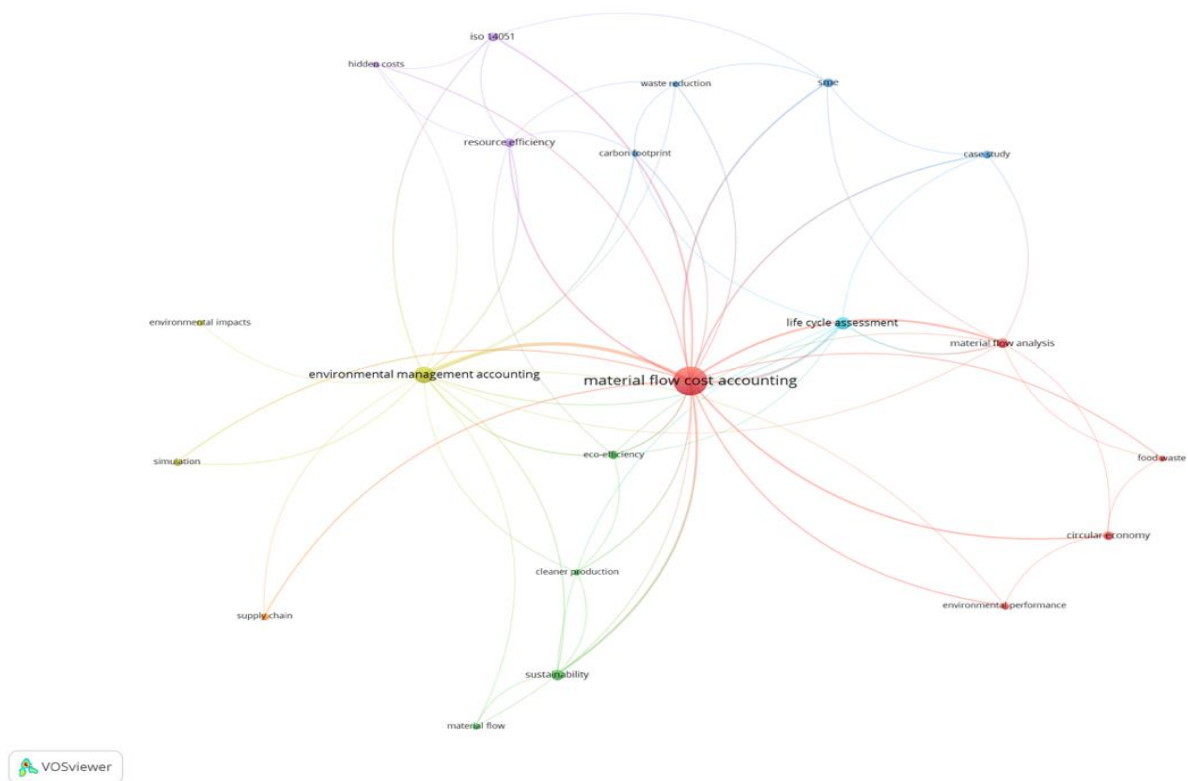 iso 14051
hidden costs
waste reduction
sme
resource efficiency
carbon footprint
case study
environmental impacts
life cycle assessment
material flow analysis
environmental management accounting
material flow cost accounting
eco-efficiency
simulation
food waste
circular economy
cleaner production
environmental performance
supply chain
sustainability
material flow
VOSviewer